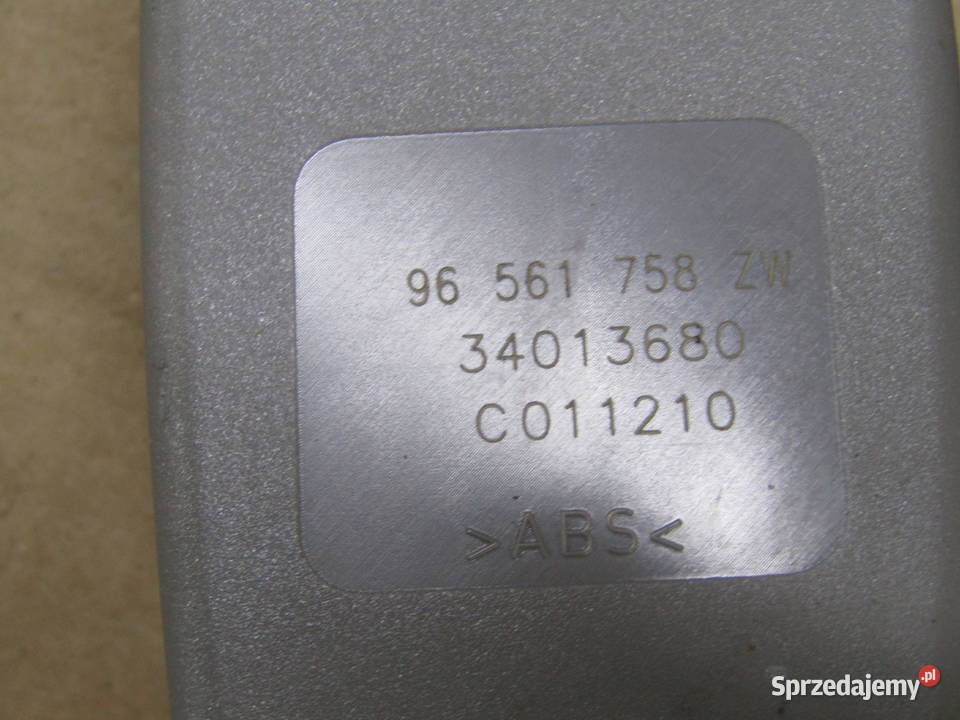 96 561 758 ZW
34013680
C011210
>ABS<
Sprzedajemy.pl